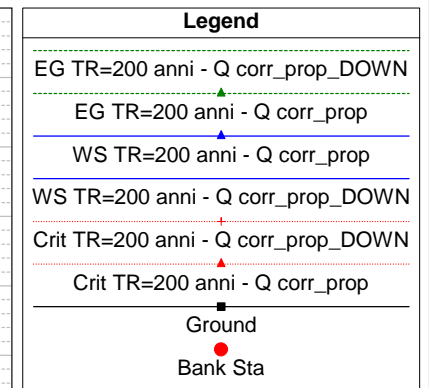 Legend
EG TR=200 anni - Q corr_prop_DOWN
EG TR=200 anni - Q corr_prop
WS TR=200 anni - Q corr_prop
WS TR=200 anni - Q corr_prop_DOWN
Crit TR=200 anni - Q corr_prop_DOWN
Crit TR=200 anni - Q corr_prop
Ground
Bank Sta